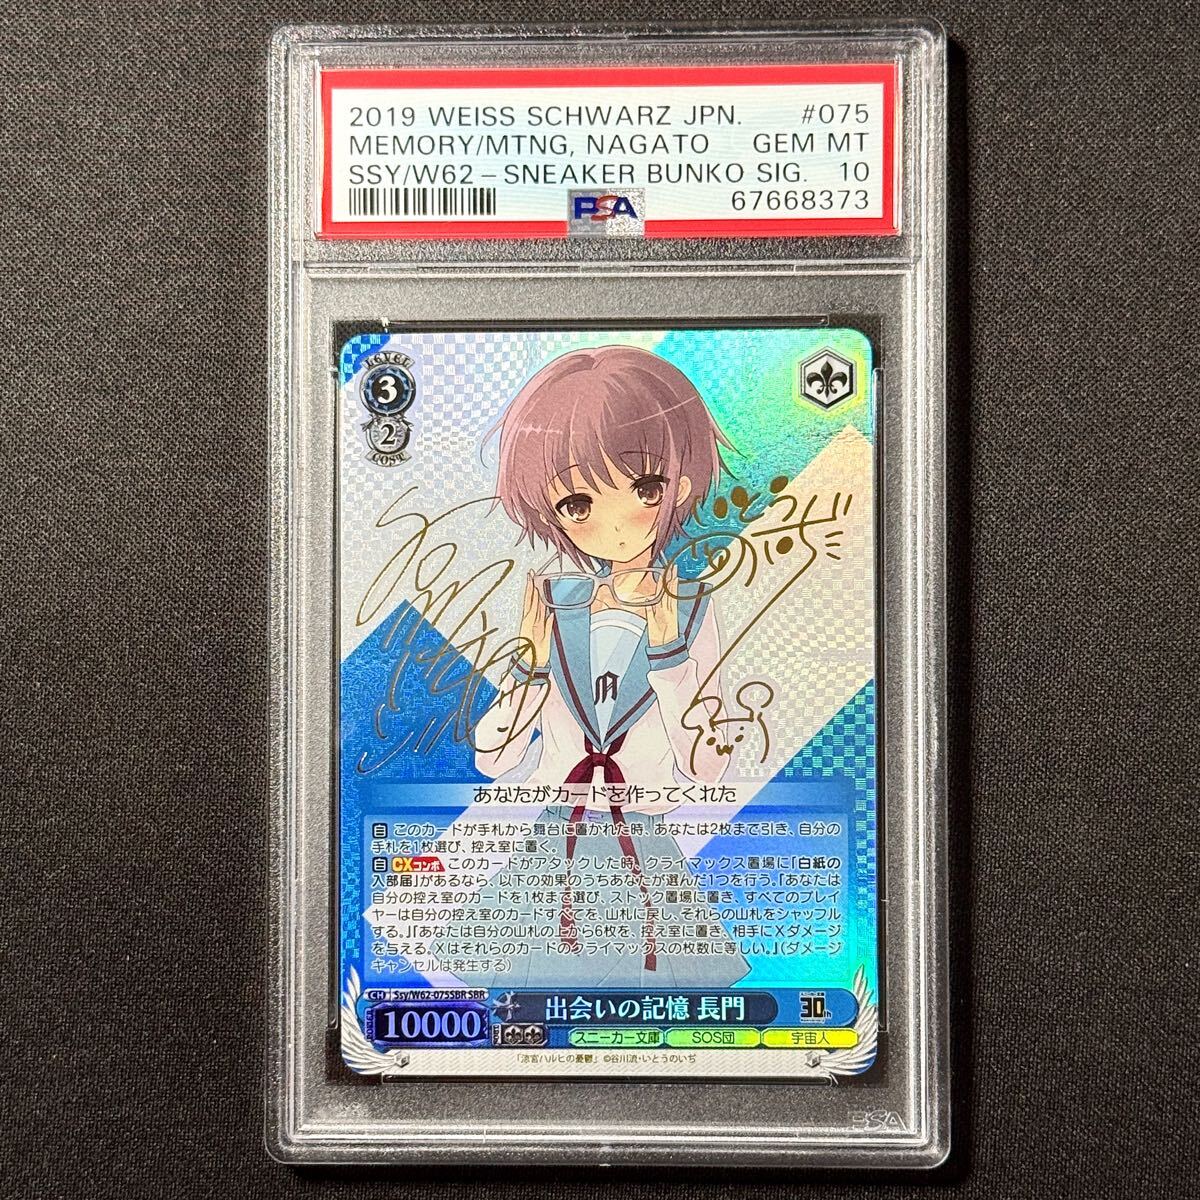 2019 WEISS SCHWARZ JPN. #075
MEMORY/MTNG, NAGATO GEM MT
SSY/W62-SNEAKER BUNKO SIG. 10
PSA 67668373
LEVEL
3
2
COST
いとうのいぢ
あなたがカードを作ってくれた
自 このカードが手札から舞台に置かれた時、あなたは2枚まで引き、自分の
手札を1枚選び、控え室に置く。
自 CXコンボ このカードがアタックした時、クライマックス置場に「白紙の
入部届」があるなら、以下の効果のうちあなたが選んだ1つを行う。『あなたは
自分の控え室のカードを1枚まで選び、ストック置場に置き、すべてのプレイ
ヤーは自分の控え室のカードすべてを、山札に戻し、それらの山札をシャッフル
する。』『あなたは自分の山札の上から6枚を、控え室に置き、相手にXダメージ
を与える。Xはそれらのカードのクライマックスの枚数に等しい。』(ダメージ
キャンセルは発生する)
CH Ssy/W62-075SBR SBR
10000
出会いの記憶 長門
30th
スニーカー文庫 SOS団 宇宙人
「涼宮ハルヒの憂鬱」 ©谷川流・いとうのいぢ
PSA